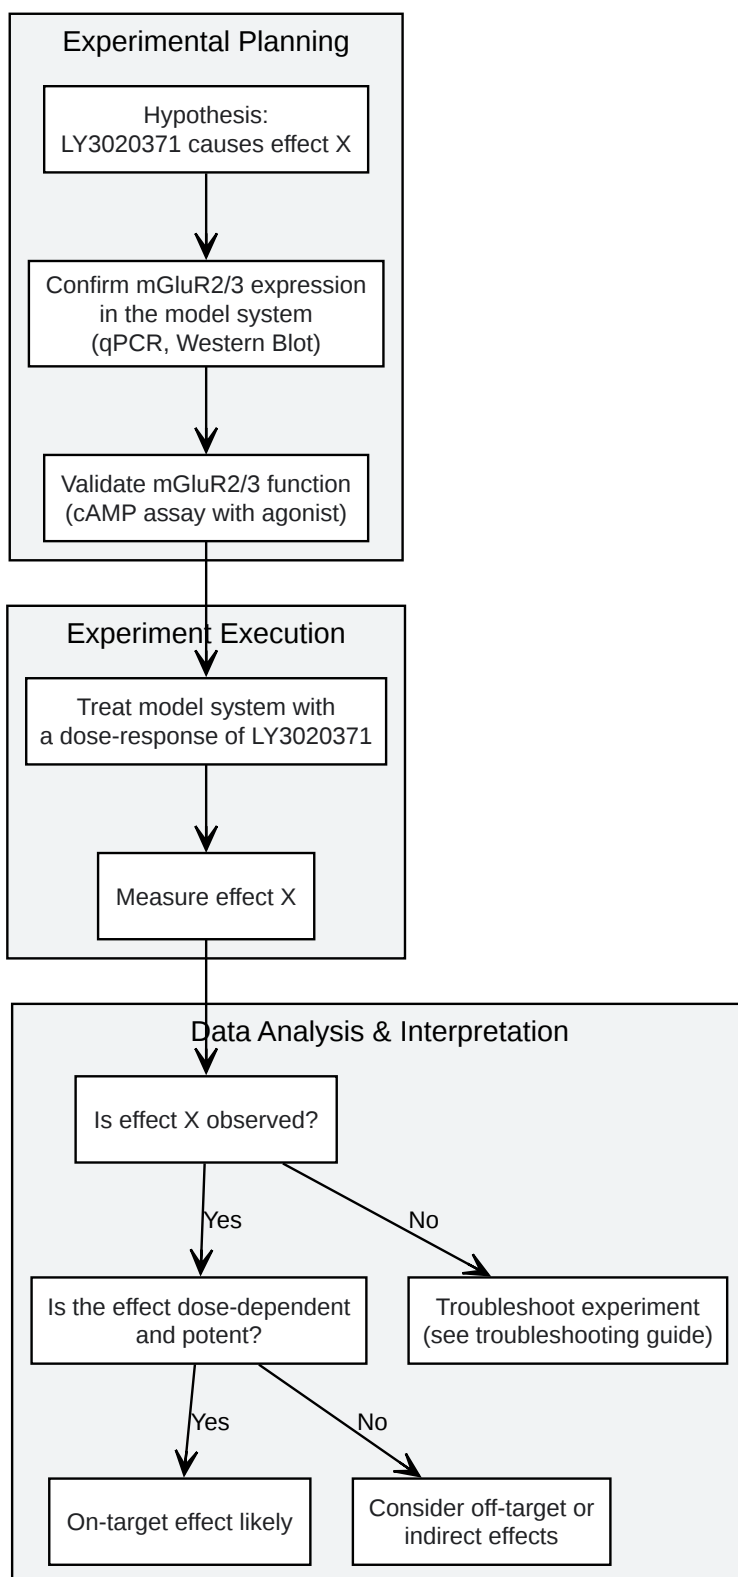 Experimental Planning
Hypothesis:
LY3020371 causes effect X
Confirm mGluR2/3 expression
in the model system
(qPCR, Western Blot)
Validate mGluR2/3 function
(cAMP assay with agonist)
Experiment Execution
Treat model system with
a dose-response of LY3020371
Measure effect X
Data Analysis & Interpretation
Is effect X observed?
Yes
No
Is the effect dose-dependent
and potent?
Troubleshoot experiment
(see troubleshooting guide)
Yes
No
On-target effect likely
Consider off-target or
indirect effects